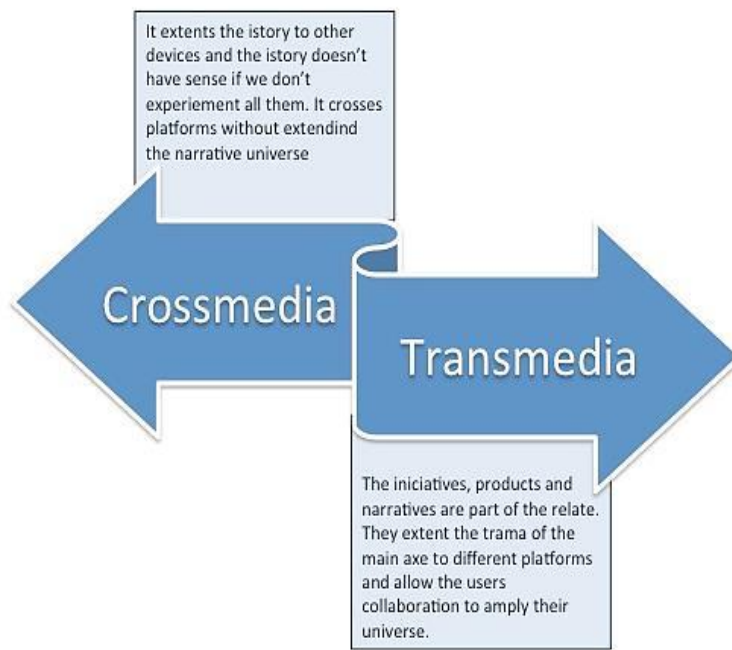 It extents the istory to other
devices and the istory doesn't
have sense if we don't
experiement all them. It crosses
platforms without extendind
the narrative universe
Crossmedia
Transmedia
The iniciatives, products and
narratives are part of the relate.
They extent the trama of the
main axe to different platforms
and allow the users
collaboration to amply their
universe.